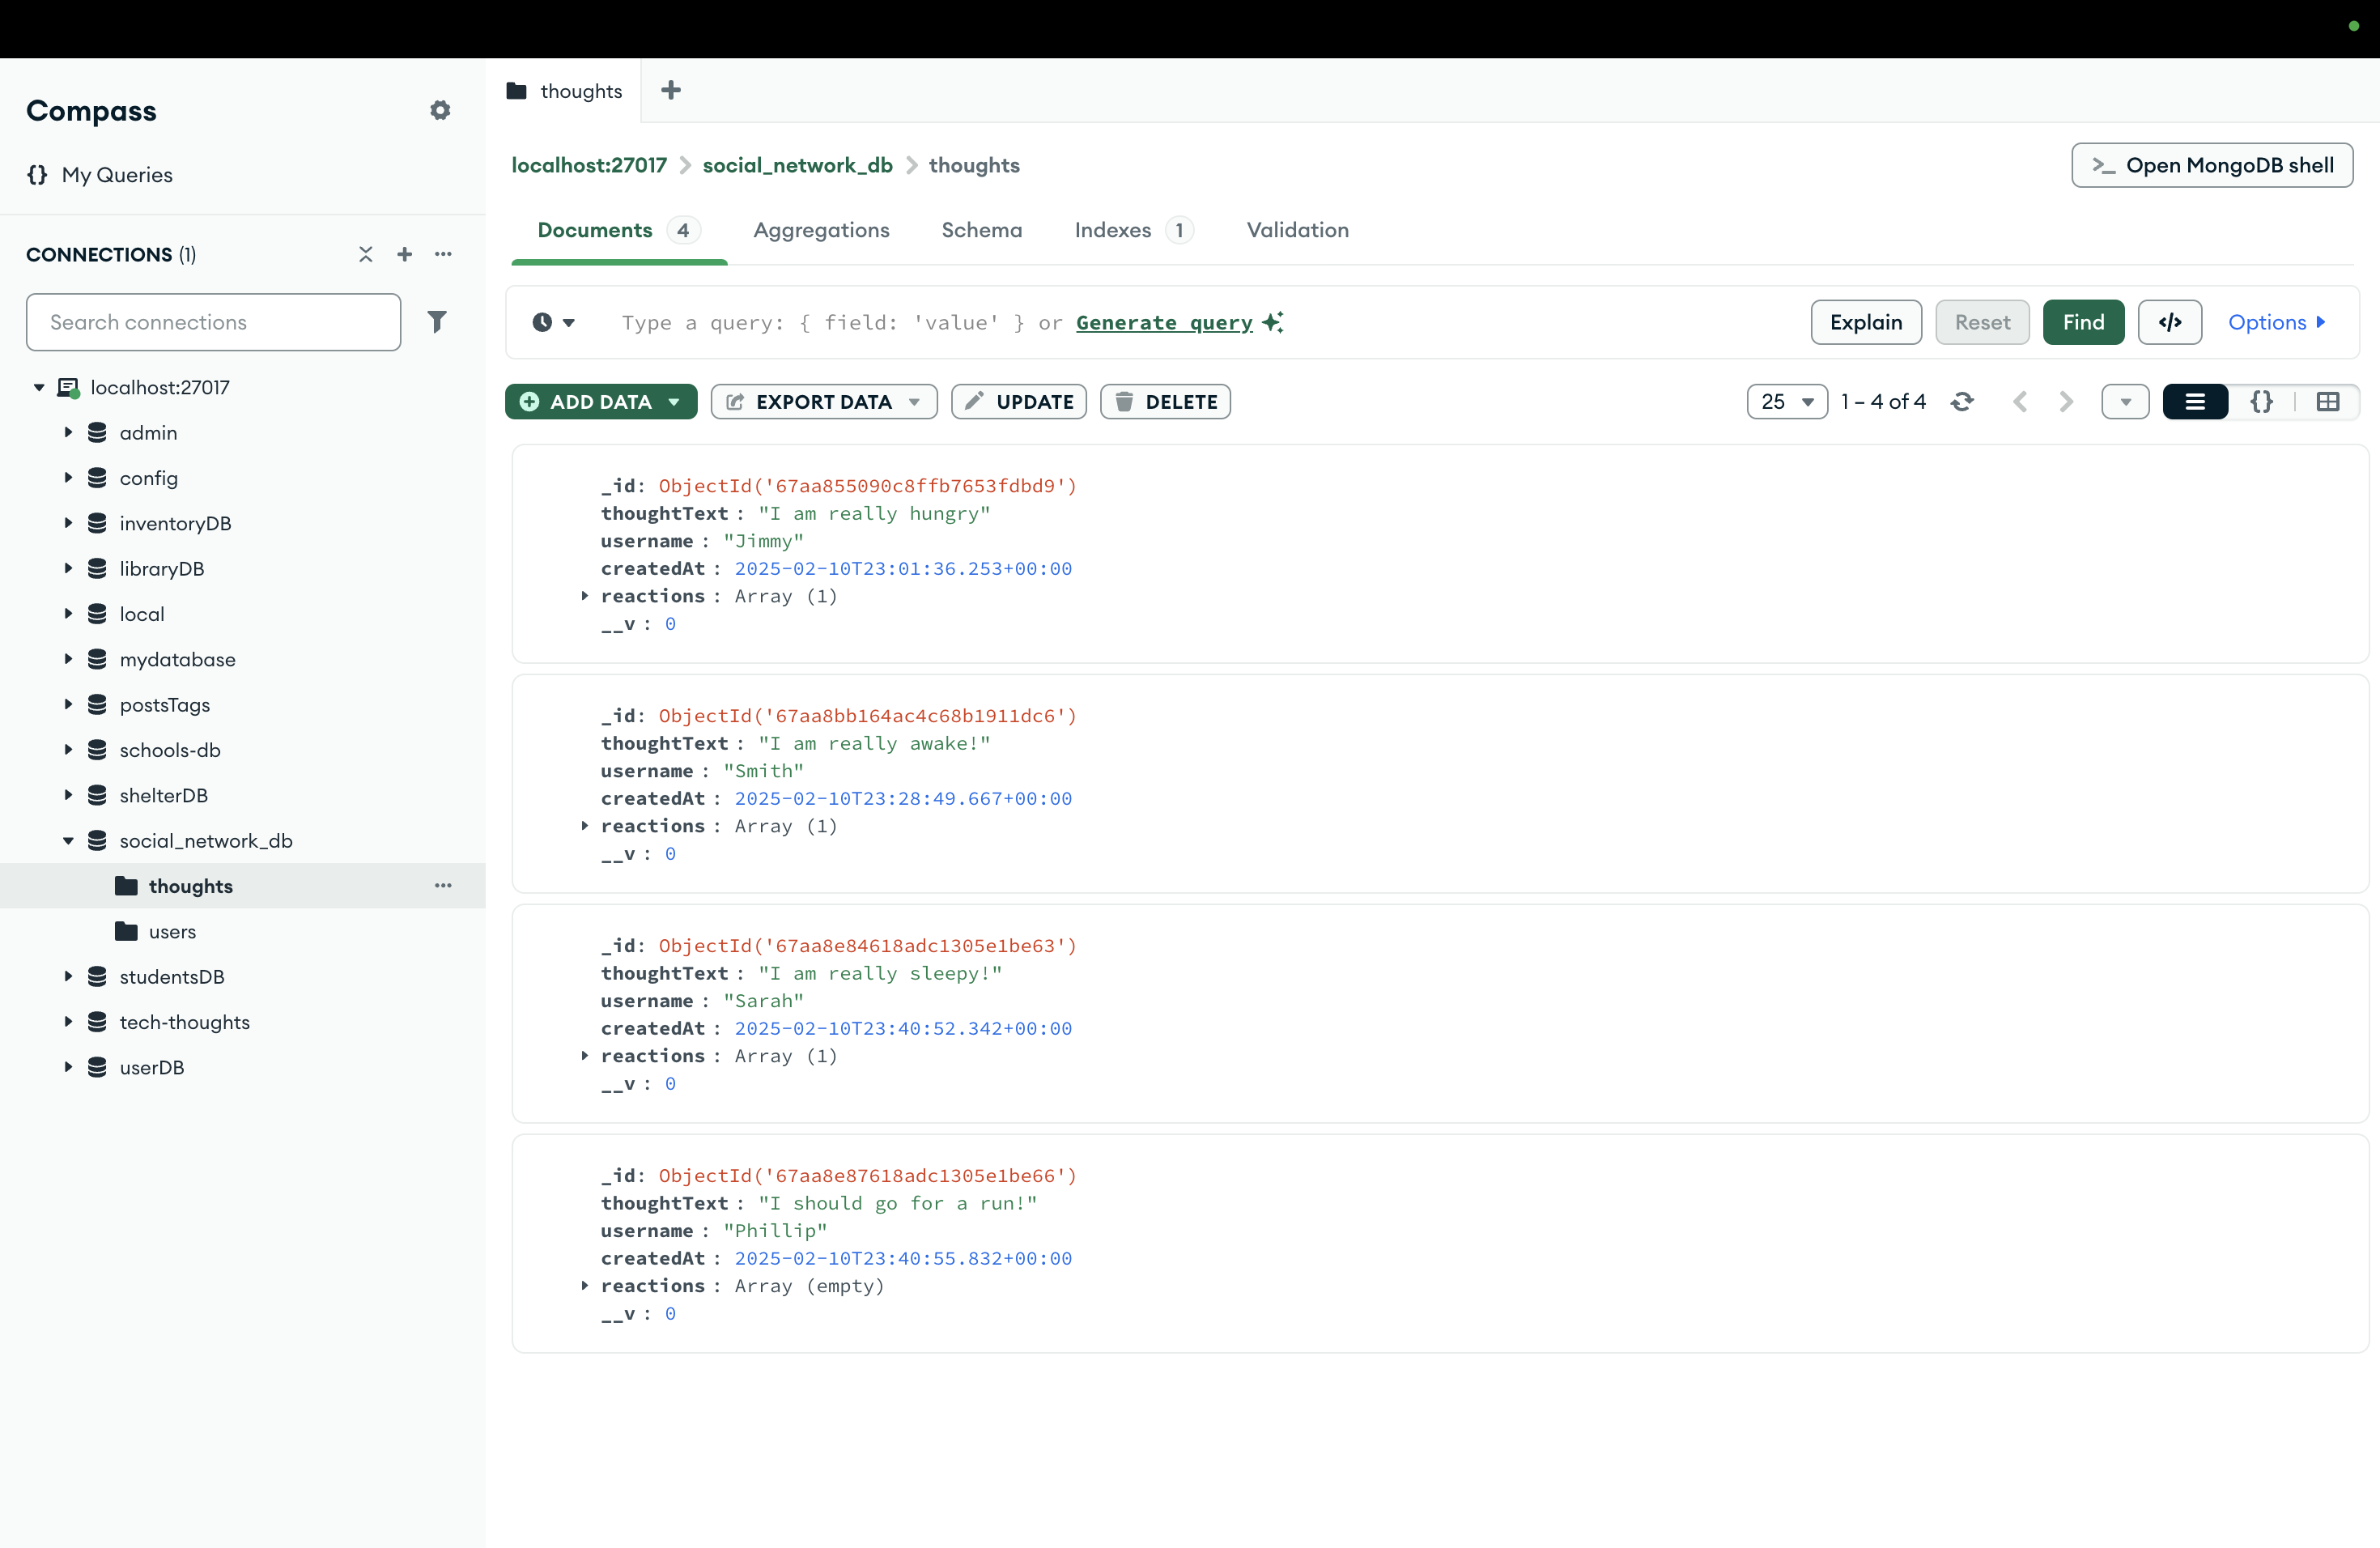 Compass
{} My Queries
CONNECTIONS (1)
Search connections
localhost:27017
admin
config
inventoryDB
libraryDB
local
mydatabase
postsTags
schools-db
shelterDB
social_network_db
thoughts
users
studentsDB
tech-thoughts
userDB
thoughts
localhost:27017 > social_network_db > thoughts
>_ Open MongoDB shell
Documents 4 Aggregations Schema Indexes 1 Validation
Type a query: { field: 'value' } or Generate query
Explain Reset Find </> Options
ADD DATA EXPORT DATA UPDATE DELETE
25 1 – 4 of 4 {}
_id: ObjectId('67aa855090c8ffb7653fdbd9')
thoughtText : "I am really hungry"
username : "Jimmy"
createdAt : 2025-02-10T23:01:36.253+00:00
reactions : Array (1)
__v : 0
_id: ObjectId('67aa8bb164ac4c68b1911dc6')
thoughtText : "I am really awake!"
username : "Smith"
createdAt : 2025-02-10T23:28:49.667+00:00
reactions : Array (1)
__v : 0
_id: ObjectId('67aa8e84618adc1305e1be63')
thoughtText : "I am really sleepy!"
username : "Sarah"
createdAt : 2025-02-10T23:40:52.342+00:00
reactions : Array (1)
__v : 0
_id: ObjectId('67aa8e87618adc1305e1be66')
thoughtText : "I should go for a run!"
username : "Phillip"
createdAt : 2025-02-10T23:40:55.832+00:00
reactions : Array (empty)
__v : 0